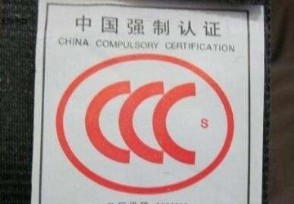 中国强制认证
CHINA COMPULSORY CERTIFICATION
CCC
S